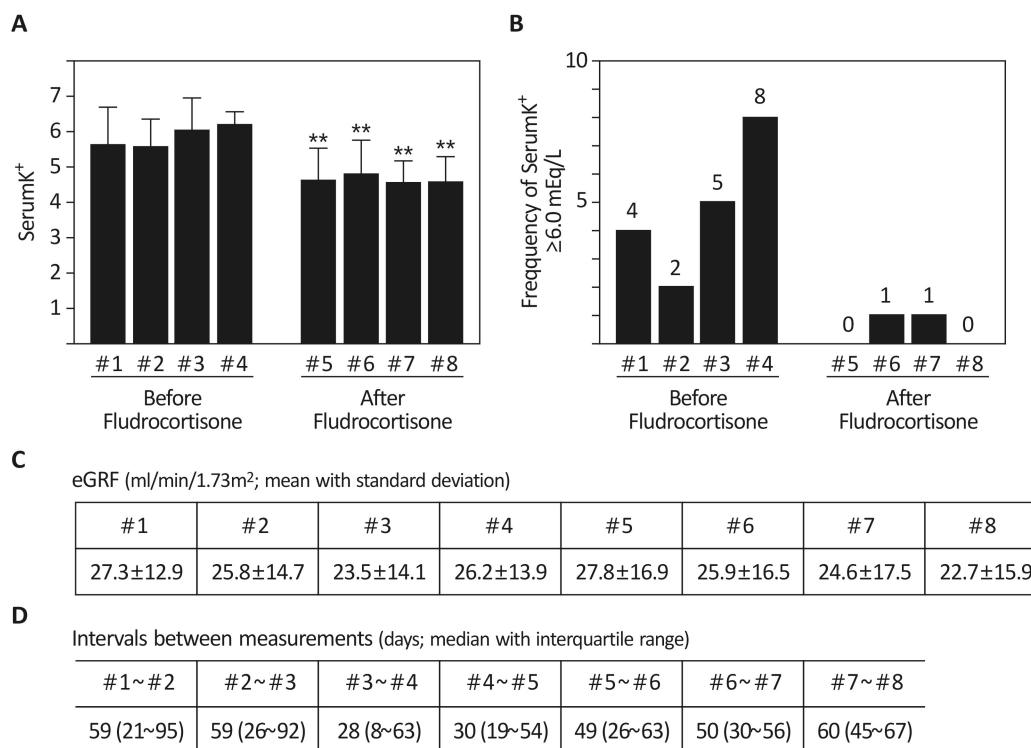 A
B
7
6
5
4
3
2
1
SerumK⁺
** ** ** **
#1 #2 #3 #4 #5 #6 #7 #8
Before
Fludrocortisone
After
Fludrocortisone
10
5
Freqquency of SerumK⁺
≥6.0 mEq/L
4 2 5 8 0 1 1 0
#1 #2 #3 #4 #5 #6 #7 #8
Before
Fludrocortisone
After
Fludrocortisone
C
eGRF (ml/min/1.73m²; mean with standard deviation)
#1 #2 #3 #4 #5 #6 #7 #8
27.3±12.9 25.8±14.7 23.5±14.1 26.2±13.9 27.8±16.9 25.9±16.5 24.6±17.5 22.7±15.9
D
Intervals between measurements (days; median with interquartile range)
#1~#2 #2~#3 #3~#4 #4~#5 #5~#6 #6~#7 #7~#8
59 (21~95) 59 (26~92) 28 (8~63) 30 (19~54) 49 (26~63) 50 (30~56) 60 (45~67)